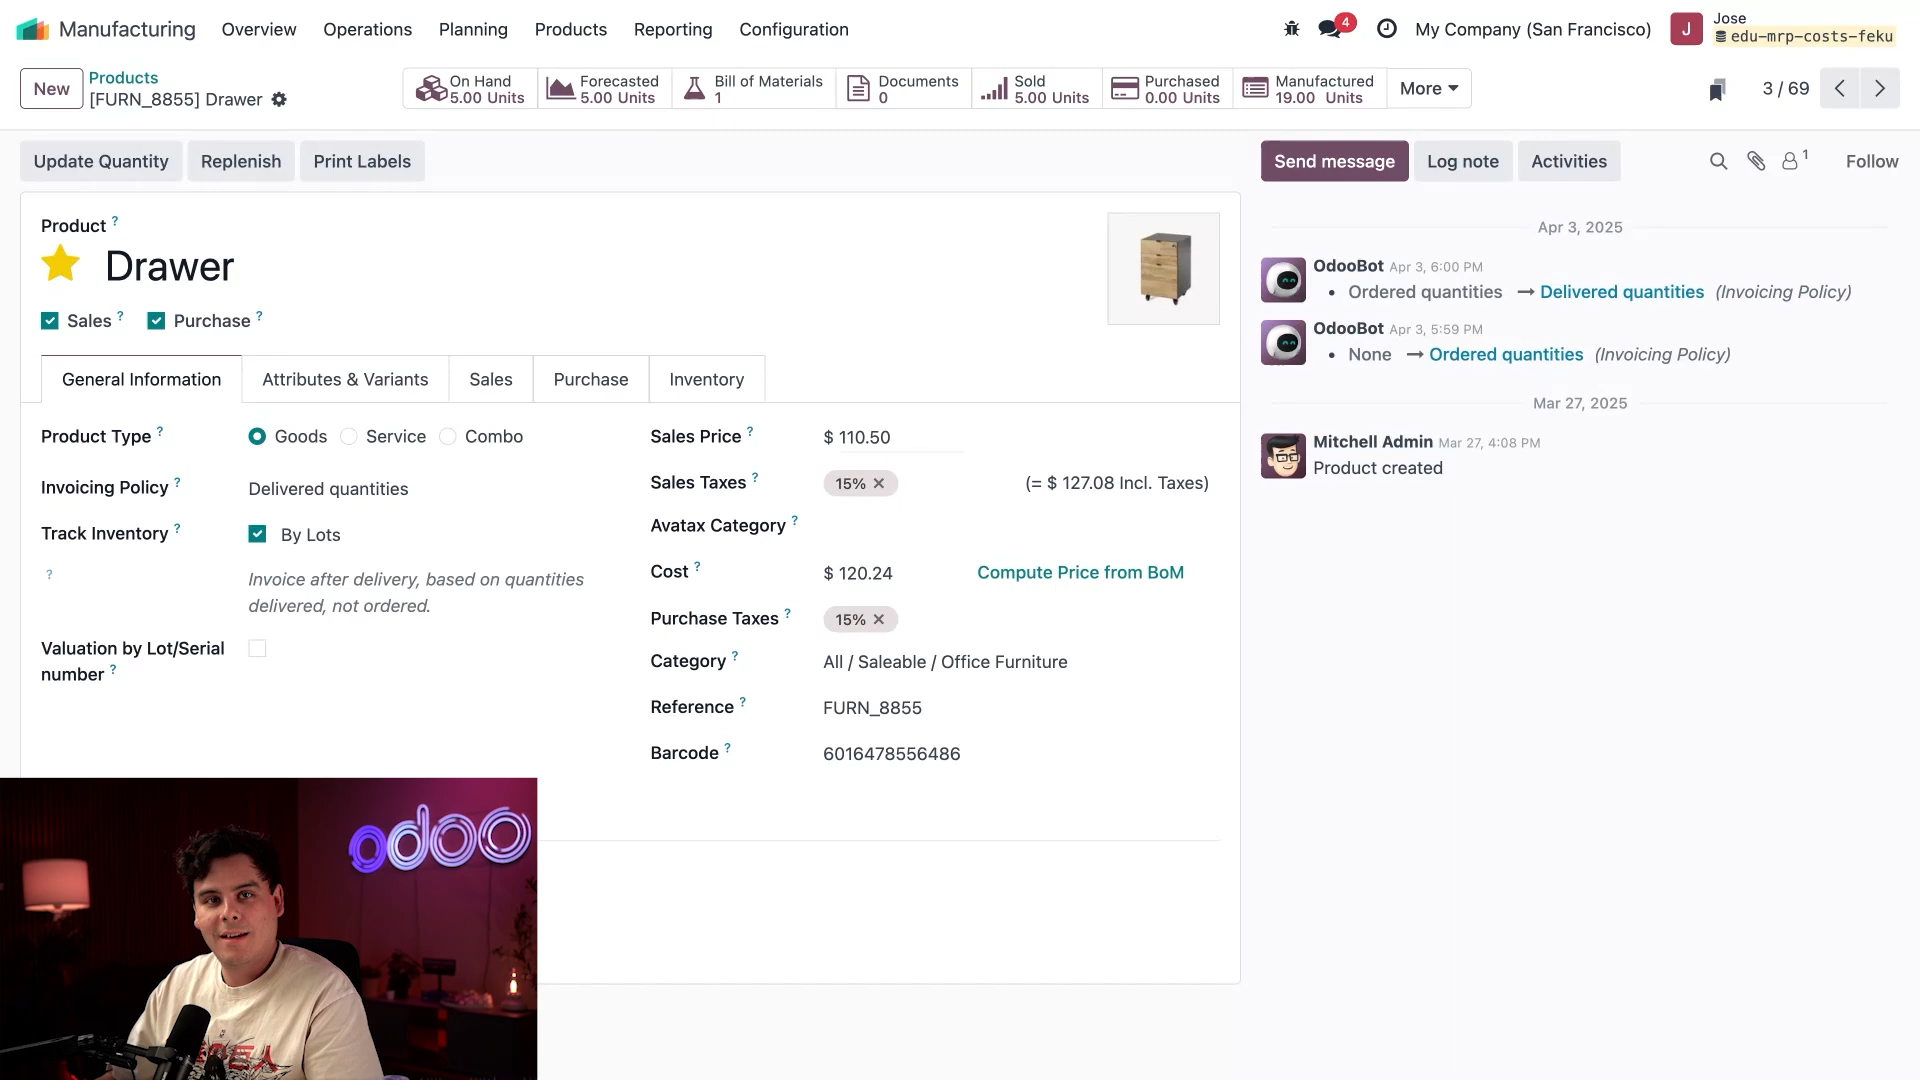 Manufacturing Overview Operations Planning Products Reporting Configuration 4 My Company (San Francisco) J Jose
edu-mrp-costs-feku
New Products
[FURN_8855] Drawer
On Hand
5.00 Units
Forecasted
5.00 Units
Bill of Materials
1
Documents
0
Sold
5.00 Units
Purchased
0.00 Units
Manufactured
19.00 Units
More
3 / 69
Update Quantity Replenish Print Labels
Send message Log note Activities 1 Follow
Product ?
Drawer
Sales ? Purchase ?
General Information Attributes & Variants Sales Purchase Inventory
Product Type ? Goods Service Combo
Invoicing Policy ? Delivered quantities
Track Inventory ? By Lots
? Invoice after delivery, based on quantities
delivered, not ordered.
Valuation by Lot/Serial
number ?
Sales Price ? $ 110.50
Sales Taxes ? 15% (= $ 127.08 Incl. Taxes)
Avatax Category ?
Cost ? $ 120.24 Compute Price from BoM
Purchase Taxes ? 15%
Category ? All / Saleable / Office Furniture
Reference ? FURN_8855
Barcode ? 6016478556486
Apr 3, 2025
OdooBot Apr 3, 6:00 PM
• Ordered quantities → Delivered quantities (Invoicing Policy)
OdooBot Apr 3, 5:59 PM
• None → Ordered quantities (Invoicing Policy)
Mar 27, 2025
Mitchell Admin Mar 27, 4:08 PM
Product created
odoo